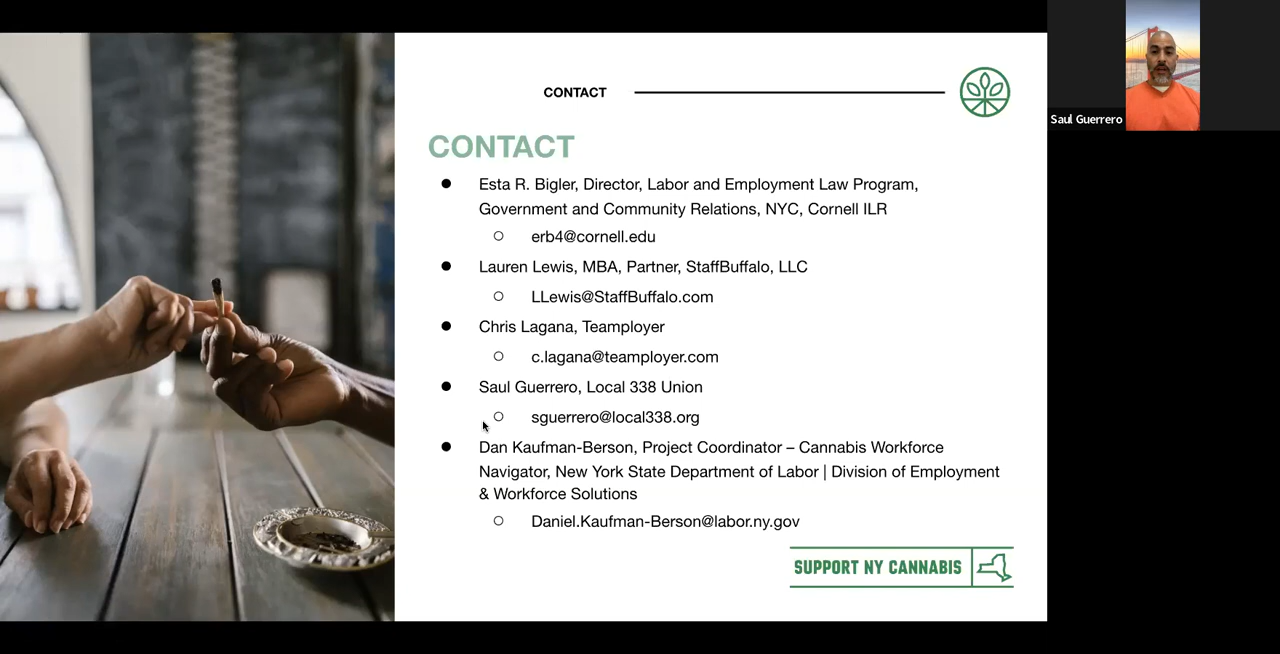 CONTACT
CONTACT
Esta R. Bigler, Director, Labor and Employment Law Program,
Government and Community Relations, NYC, Cornell ILR
erb4@cornell.edu
Lauren Lewis, MBA, Partner, StaffBuffalo, LLC
LLewis@StaffBuffalo.com
Chris Lagana, Teamployer
c.lagana@teamployer.com
Saul Guerrero, Local 338 Union
sguerrero@local338.org
Dan Kaufman-Berson, Project Coordinator – Cannabis Workforce
Navigator, New York State Department of Labor | Division of Employment
& Workforce Solutions
Daniel.Kaufman-Berson@labor.ny.gov
SUPPORT NY CANNABIS
Saul Guerrero